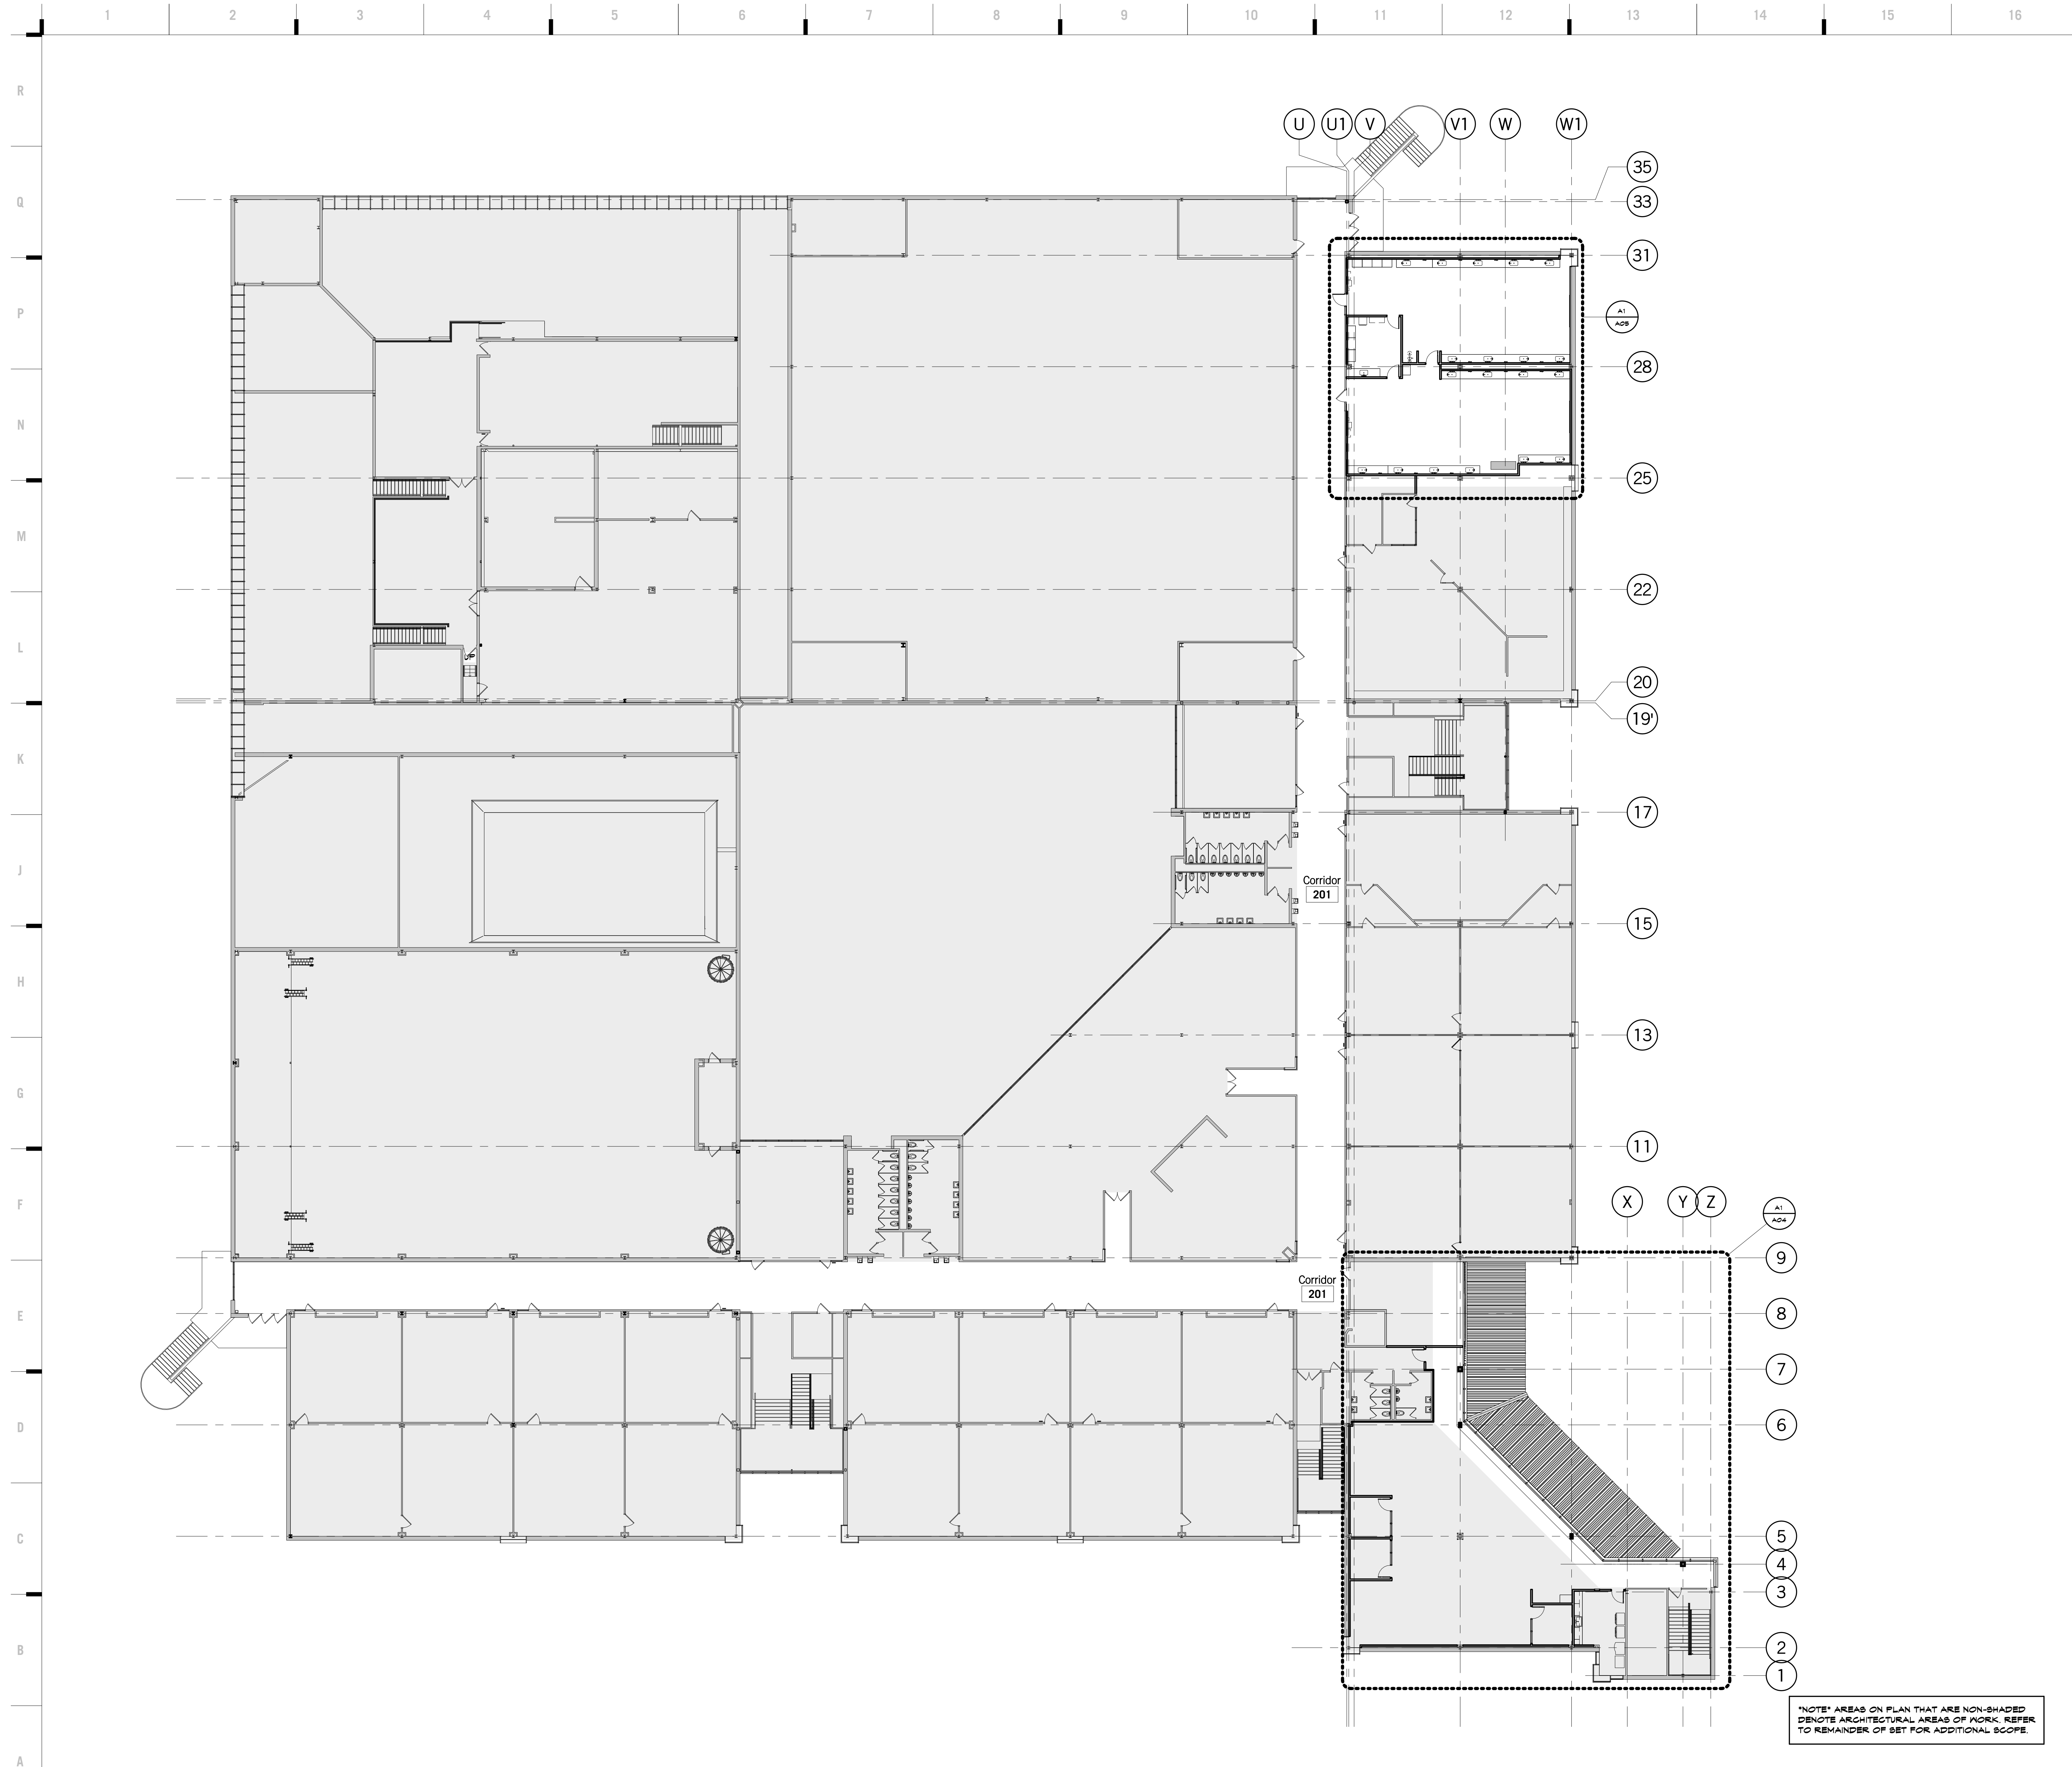 1 2 3 4 5 6 7 8 9 10 11 12 13 14 15 16
R
U U1 V V1 W W1
35
Q
33
31
P
A1
A05
28
N
25
M
22
L
20
19'
K
17
J
Corridor
201
15
H
13
G
11
F
X Y Z
A1
A04
9
Corridor
201
E
8
7
D
6
C
5
4
3
B
2
1
*NOTE* AREAS ON PLAN THAT ARE NON-SHADED
DENOTE ARCHITECTURAL AREAS OF WORK. REFER
TO REMAINDER OF SET FOR ADDITIONAL SCOPE.
A